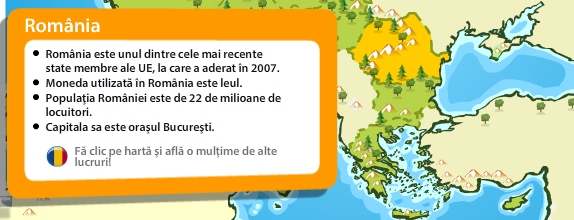 România
• România este unul dintre cele mai recente
state membre ale UE, la care a aderat în 2007.
• Moneda utilizată în România este leul.
• Populația României este de 22 de milioane de
locuitori.
• Capitala sa este orașul București.
Fă clic pe hartă și află o mulțime de alte
lucruri!